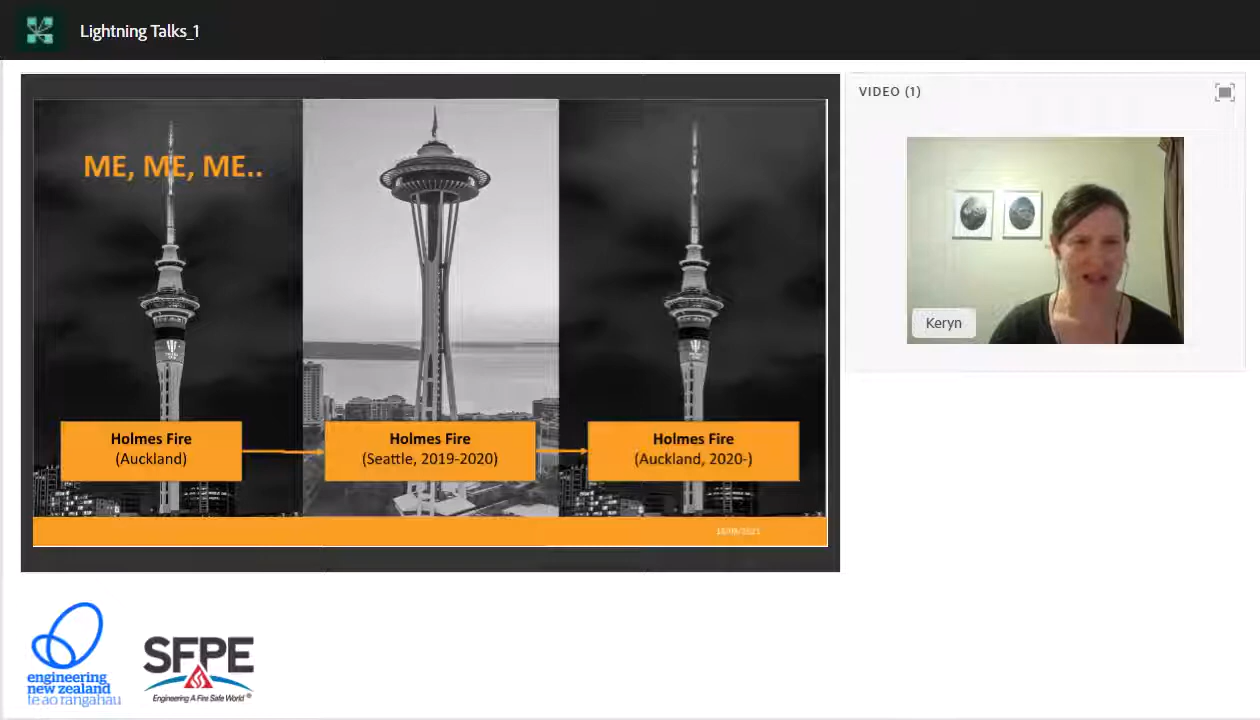 Lightning Talks_1
ME, ME, ME..
Holmes Fire
(Auckland)
Holmes Fire
(Seattle, 2019-2020)
Holmes Fire
(Auckland, 2020-)
VIDEO (1)
Keryn
engineering
new zealand
te ao rangahau
SFPE
Engineering A Fire Safe World ®